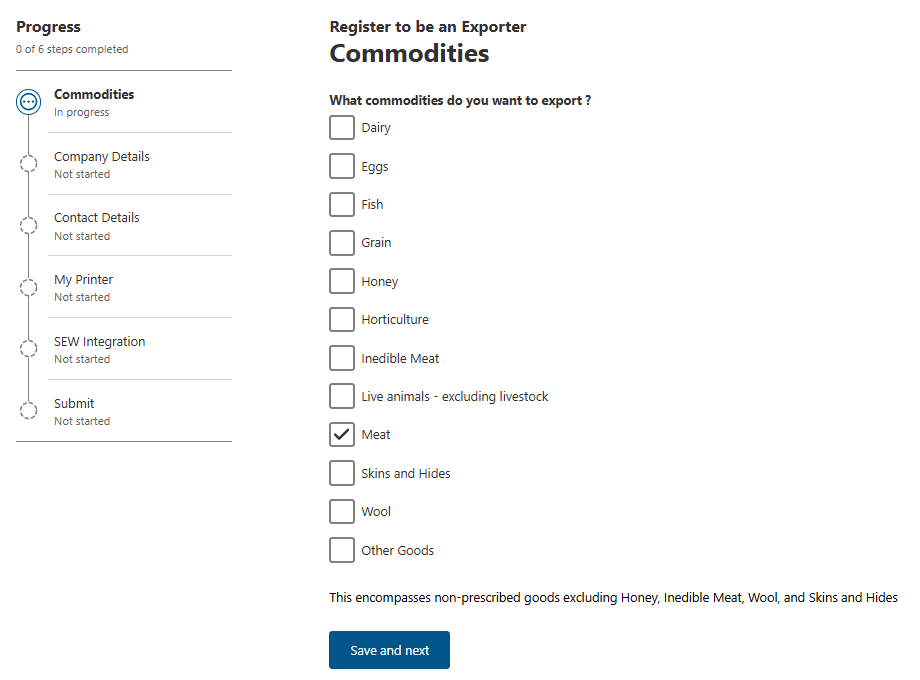 Progress
0 of 6 steps completed
Commodities
In progress
Company Details
Not started
Contact Details
Not started
My Printer
Not started
SEW Integration
Not started
Submit
Not started
Register to be an Exporter
Commodities
What commodities do you want to export ?
Dairy
Eggs
Fish
Grain
Honey
Horticulture
Inedible Meat
Live animals - excluding livestock
Meat
Skins and Hides
Wool
Other Goods
This encompasses non-prescribed goods excluding Honey, Inedible Meat, Wool, and Skins and Hides
Save and next